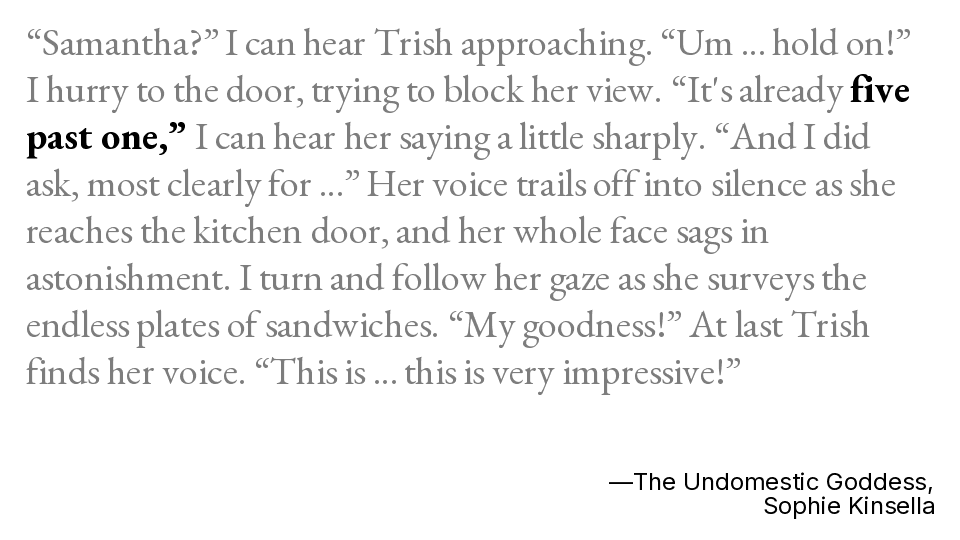 “Samantha?” I can hear Trish approaching. “Um ... hold on!”
I hurry to the door, trying to block her view. “It's already five
past one,” I can hear her saying a little sharply. “And I did
ask, most clearly for ...” Her voice trails off into silence as she
reaches the kitchen door, and her whole face sags in
astonishment. I turn and follow her gaze as she surveys the
endless plates of sandwiches. “My goodness!” At last Trish
finds her voice. “This is ... this is very impressive!”
—The Undomestic Goddess,
Sophie Kinsella